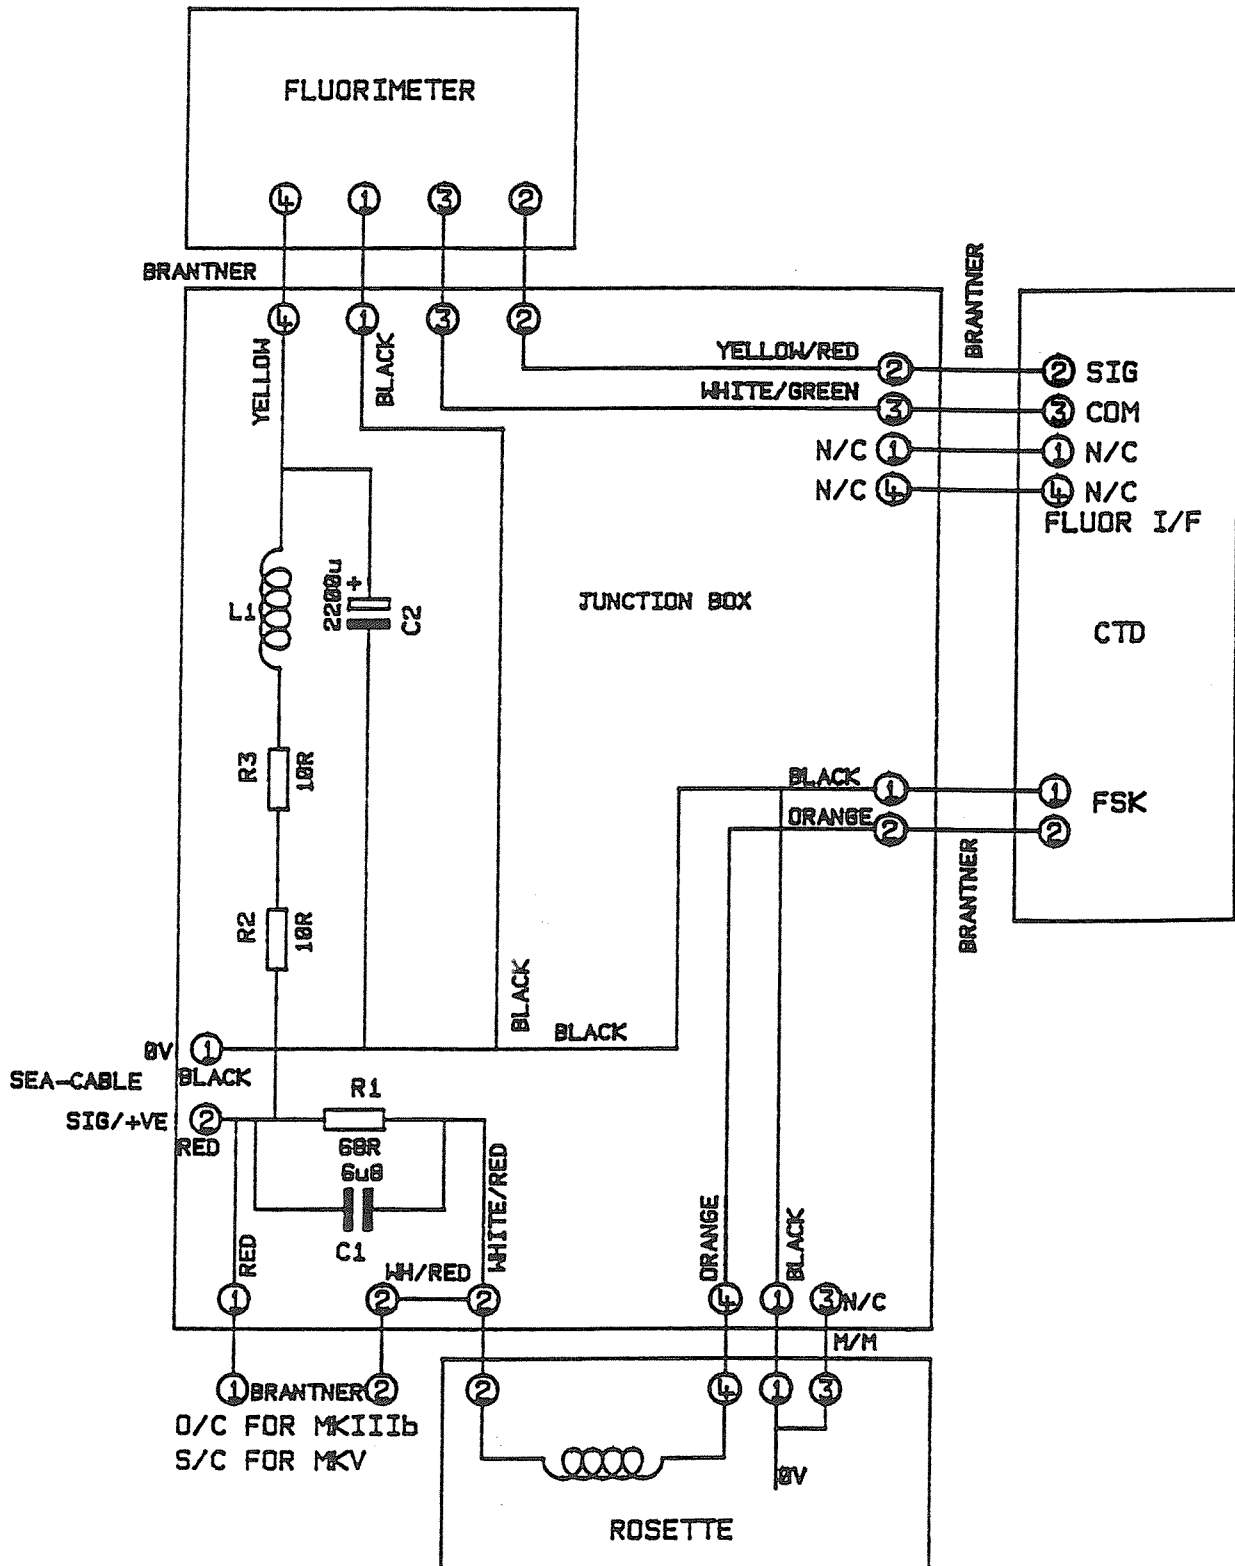 FLUORIMETER
4 1 3 2
BRANTNER
4 1 3 2
YELLOW
BLACK
YELLOW/RED 2
BRANTNER
2 SIG
WHITE/GREEN 3
3 COM
N/C 1
1 N/C
N/C 4
4 N/C
FLUOR I/F
L1
2200u
+
C2
JUNCTION BOX
CTD
R3
10R
BLACK 1
1
FSK
ORANGE 2
2
BRANTNER
R2
10R
BLACK
BLACK
0V 1
BLACK
SEA-CABLE
SIG/+VE 2
RED
R1
68R
6u8
C1
WHITE/RED
RED
WH/RED
ORANGE
BLACK
1 2 2 4 1 3 N/C
M/M
1 BRANTNER 2
2 4 1 3
O/C FOR MKIIIb
S/C FOR MKV
0V
ROSETTE